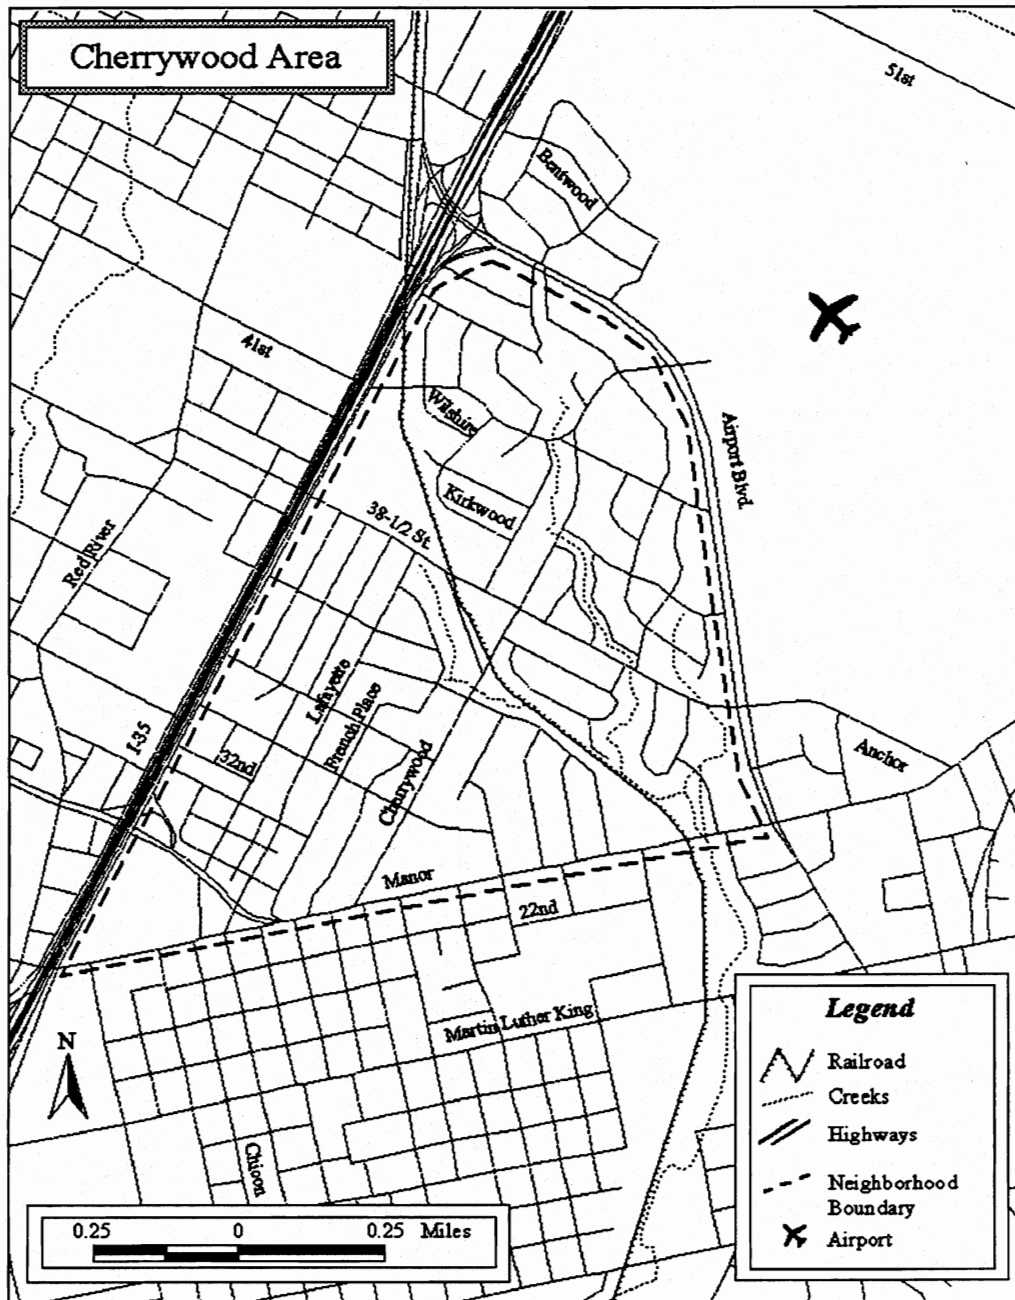 Cherrywood Area
51st
Bentwood
41st
Wilshire
Airport Blvd.
Kirkwood
38-1/2 St.
Red River
Lafayette
French Place
I-35
32nd
Cherrywood
Anchor
Manor
22nd
Martin Luther King
Chicon
N
0.25 0 0.25 Miles
Legend
Railroad
Creeks
Highways
Neighborhood
Boundary
Airport